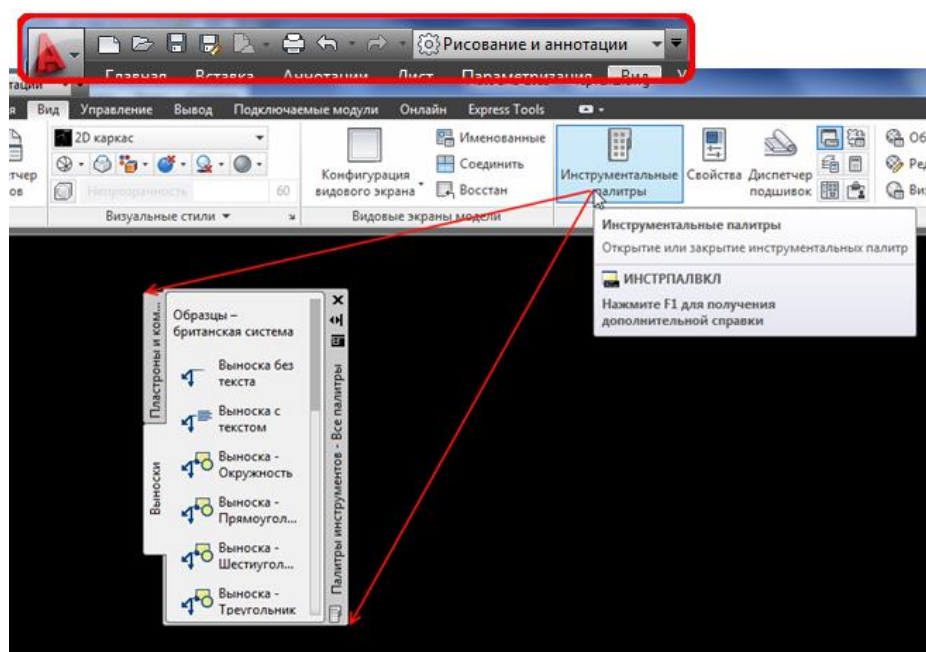 Рисование и аннотации
Главная Вставка Аннотации Лист Параметризация Вид
Вид Управление Вывод Подключаемые модули Онлайн Express Tools
2D каркас
Непрозрачность 60
Визуальные стили
Конфигурация
видового экрана
Именованные
Соединить
Восстан
Видовые экраны модели
Инструментальные
палитры
Свойства
Диспетчер
подшивок
Инструментальные палитры
Открытие или закрытие инструментальных палитр
ИНСТРПАЛВКЛ
Нажмите F1 для получения
дополнительной справки
Пластроны и ком...
Выноски
Образцы –
британская система
Выноска без
текста
Выноска с
текстом
Выноска -
Окружность
Выноска -
Прямоугол...
Выноска -
Шестиугол...
Выноска -
Треугольник
Палитры инструментов - Все палитры